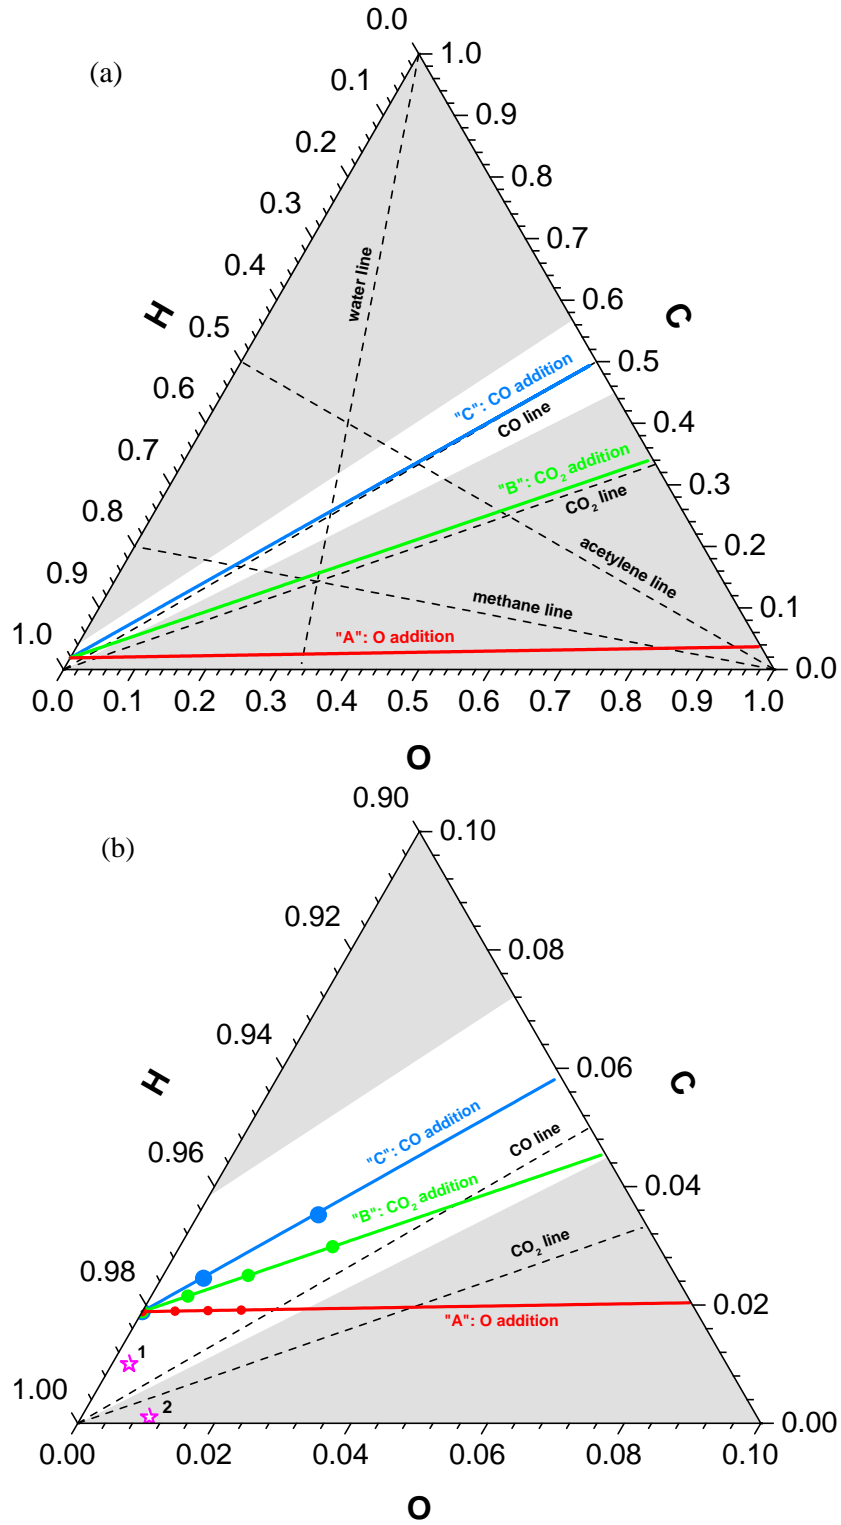 (a)
0.0
0.1
0.2
0.3
0.4
0.5
0.6
0.7
0.8
0.9
1.0
H
1.0
0.9
0.8
0.7
0.6
0.5
0.4
0.3
0.2
0.1
0.0
C
water line
"C": CO addition
CO line
"B": CO₂ addition
CO₂ line
acetylene line
methane line
"A": O addition
0.0 0.1 0.2 0.3 0.4 0.5 0.6 0.7 0.8 0.9 1.0
O
(b)
0.90
0.92
0.94
0.96
0.98
1.00
H
0.10
0.08
0.06
0.04
0.02
0.00
C
"C": CO addition
CO line
"B": CO₂ addition
CO₂ line
"A": O addition
1
2
0.00 0.02 0.04 0.06 0.08 0.10
O